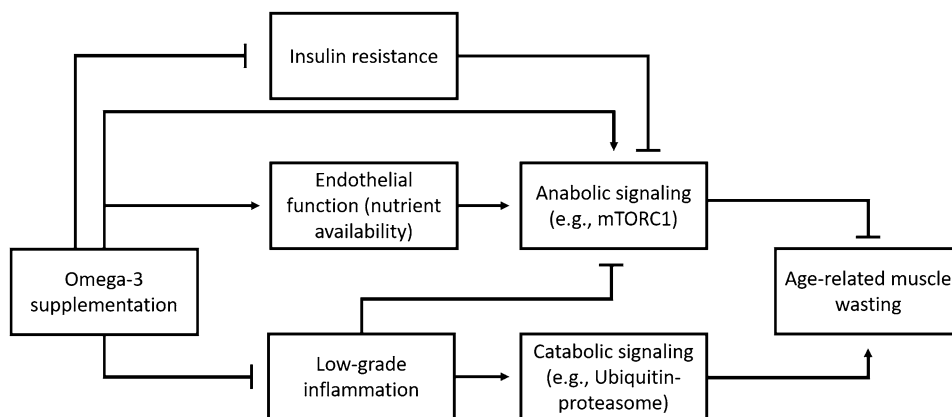 Insulin resistance
Endothelial
function (nutrient
availability)
Anabolic signaling
(e.g., mTORC1)
Omega-3
supplementation
Age-related muscle
wasting
Low-grade
inflammation
Catabolic signaling
(e.g., Ubiquitin-
proteasome)